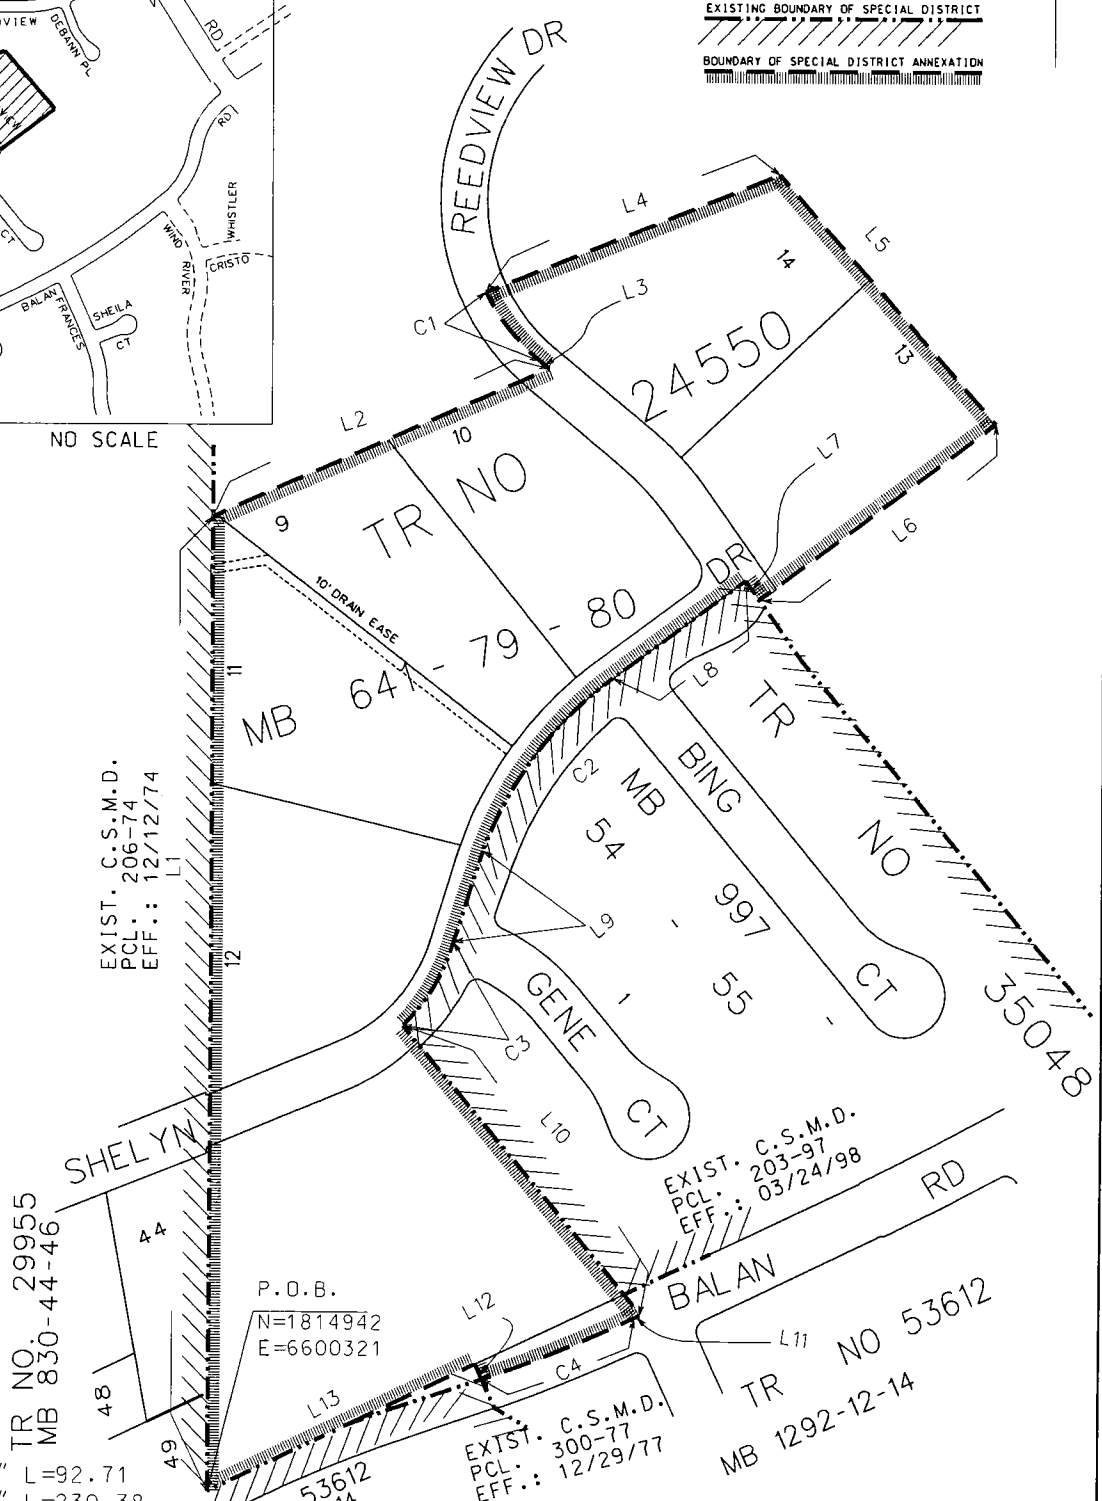 EXISTING BOUNDARY OF SPECIAL DISTRICT
BOUNDARY OF SPECIAL DISTRICT ANNEXATION
DEBANN PL
RD
RD
CT
WIND RIVER
WHISTLER
CRISTO
BALAN
FRANCES
SHEILA
CT
NO SCALE
REEDVIEW DR
L4
L5
14
L3
C1
24550
13
L2
10
L7
L6
9
TR NO
DR
10' DRAIN EASE
11
MB 64 - 79 - 80
L8
TR NO 35048
EXIST. C.S.M.D.
PCL. 206-74
EFF.: 12/12/74
L1
C2
MB 997
54 - 55
BING CT
L9
12
1
GENE CT
C3
L10
SHELYN
EXIST. C.S.M.D.
PCL. 203-97
EFF.: 03/24/98
BALAN RD
TR NO. 29955
MB 830-44-46
44
48
49
P.O.B.
N=1814942
E=6600321
L12
L11
C4
L13
TR NO 53612
MB 1292-12-14
EXIST. C.S.M.D.
PCL. 300-77
EFF.: 12/29/77
53612
L=92.71